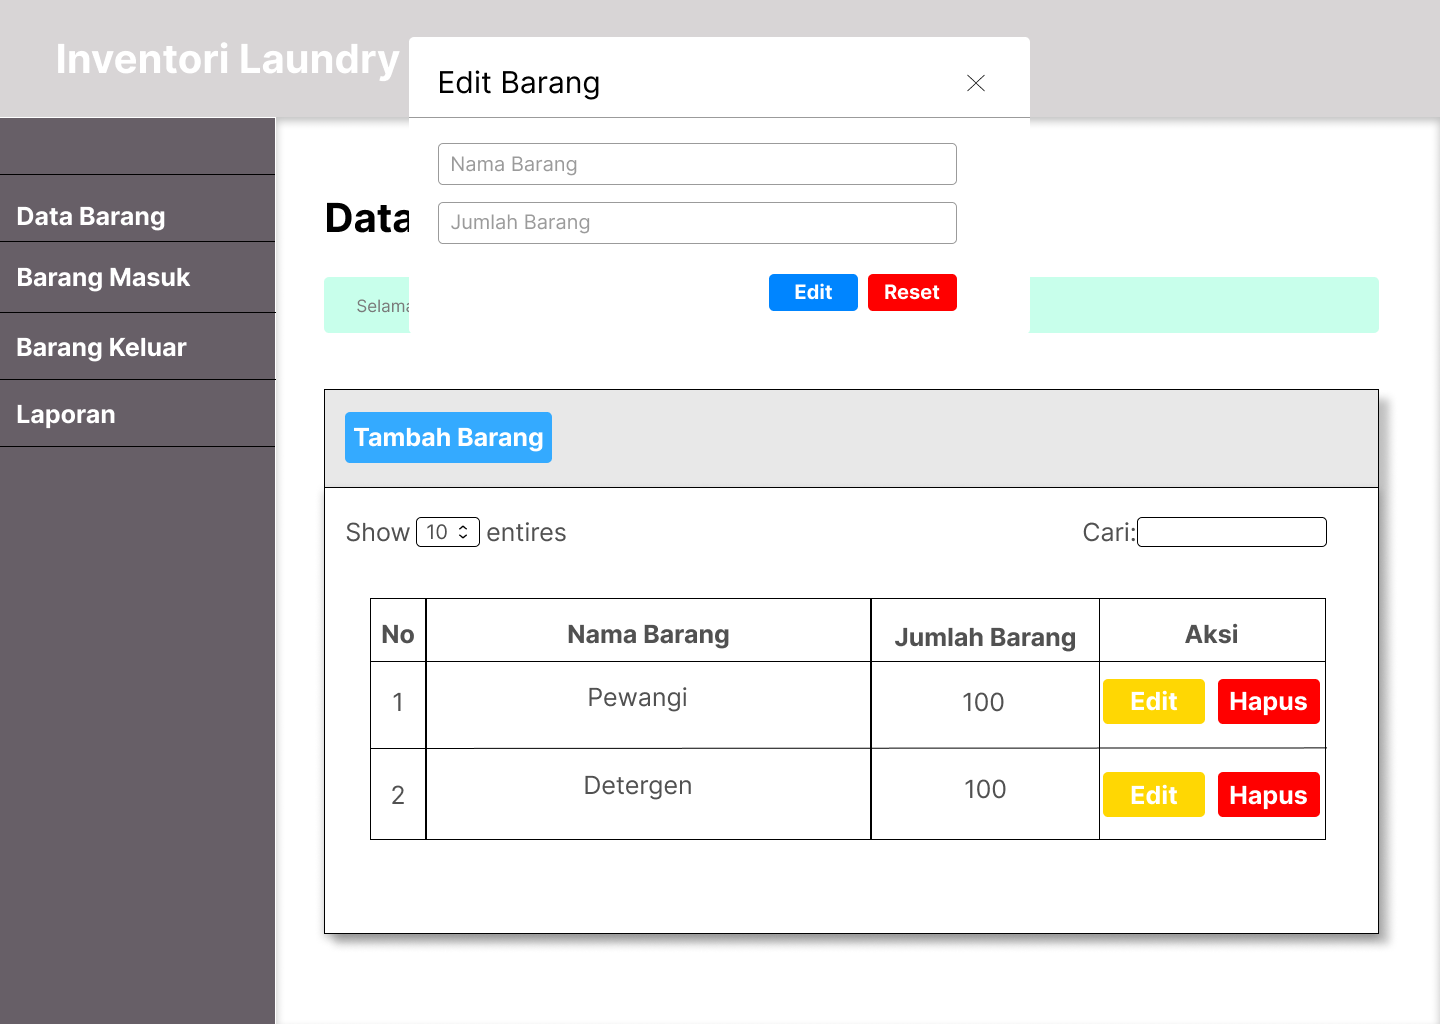 Inventori Laundry
Edit Barang
Nama Barang
Jumlah Barang
Edit Reset
Data Barang
Barang Masuk
Barang Keluar
Laporan
Data
Tambah Barang
Show 10 entires
Cari:
No Nama Barang Jumlah Barang Aksi
1 Pewangi 100 Edit Hapus
2 Detergen 100 Edit Hapus